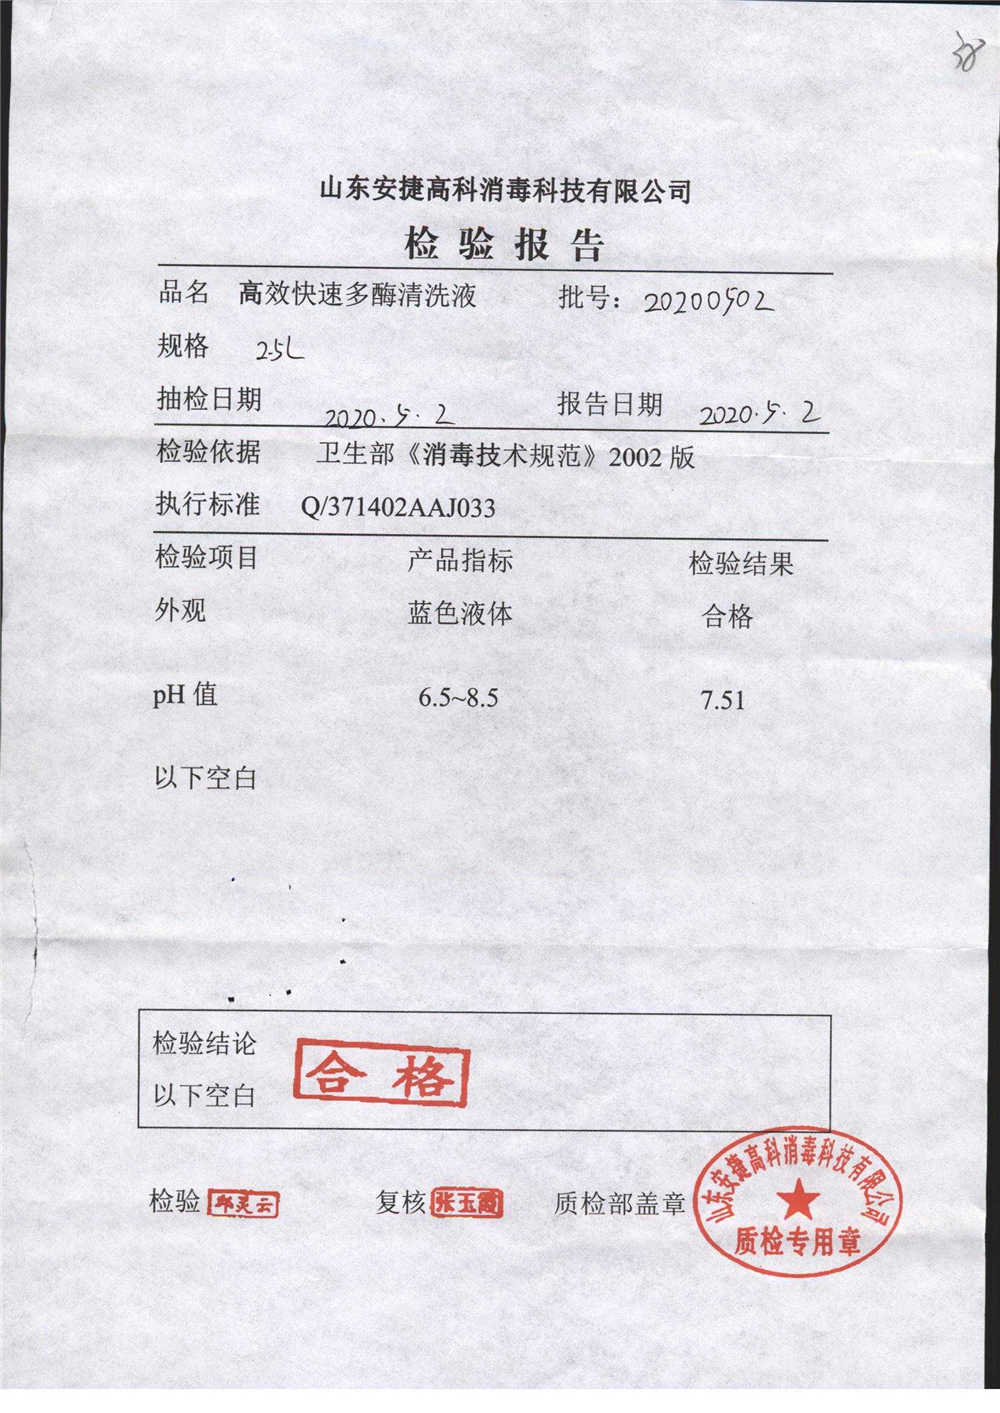 38
山东安捷高科消毒科技有限公司
检验报告
品名 高效快速多酶清洗液 批号： 20200502
规格 2.5L
抽检日期 2020.5.2 报告日期 2020.5.2
检验依据 卫生部《消毒技术规范》2002版
执行标准 Q/371402AAJ033
检验项目 产品指标 检验结果
外观 蓝色液体 合格
pH值 6.5~8.5 7.51
以下空白
检验结论 合格
以下空白
检验 邱灵云 复核 张玉霞 质检部盖章
山东安捷高科消毒科技有限公司
质检专用章